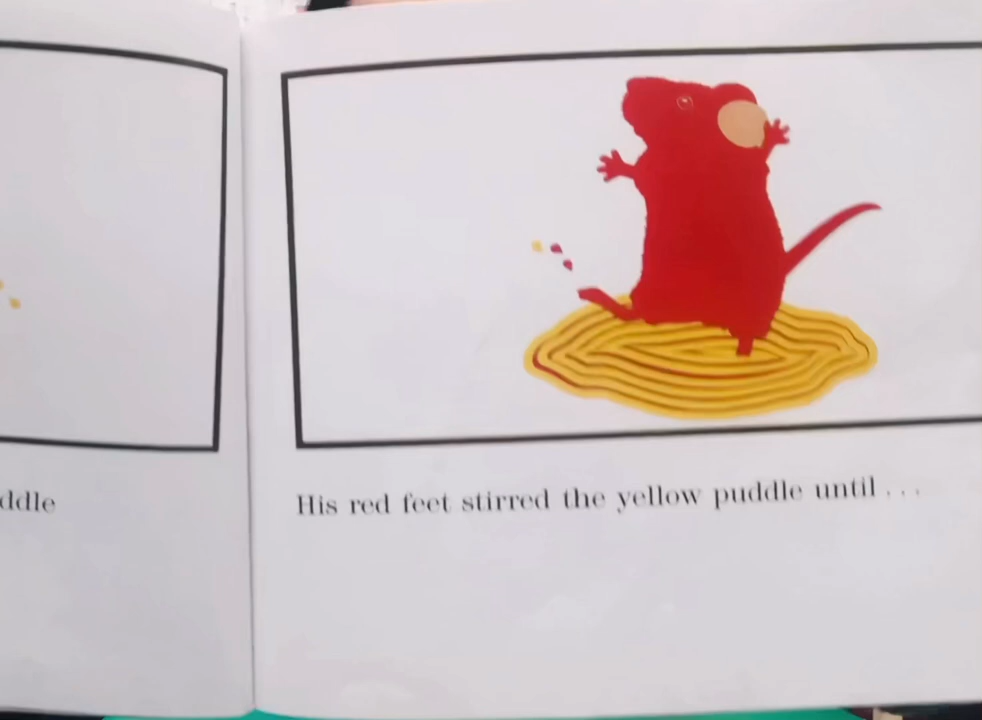 ddle
His red feet stirred the yellow puddle until . . .